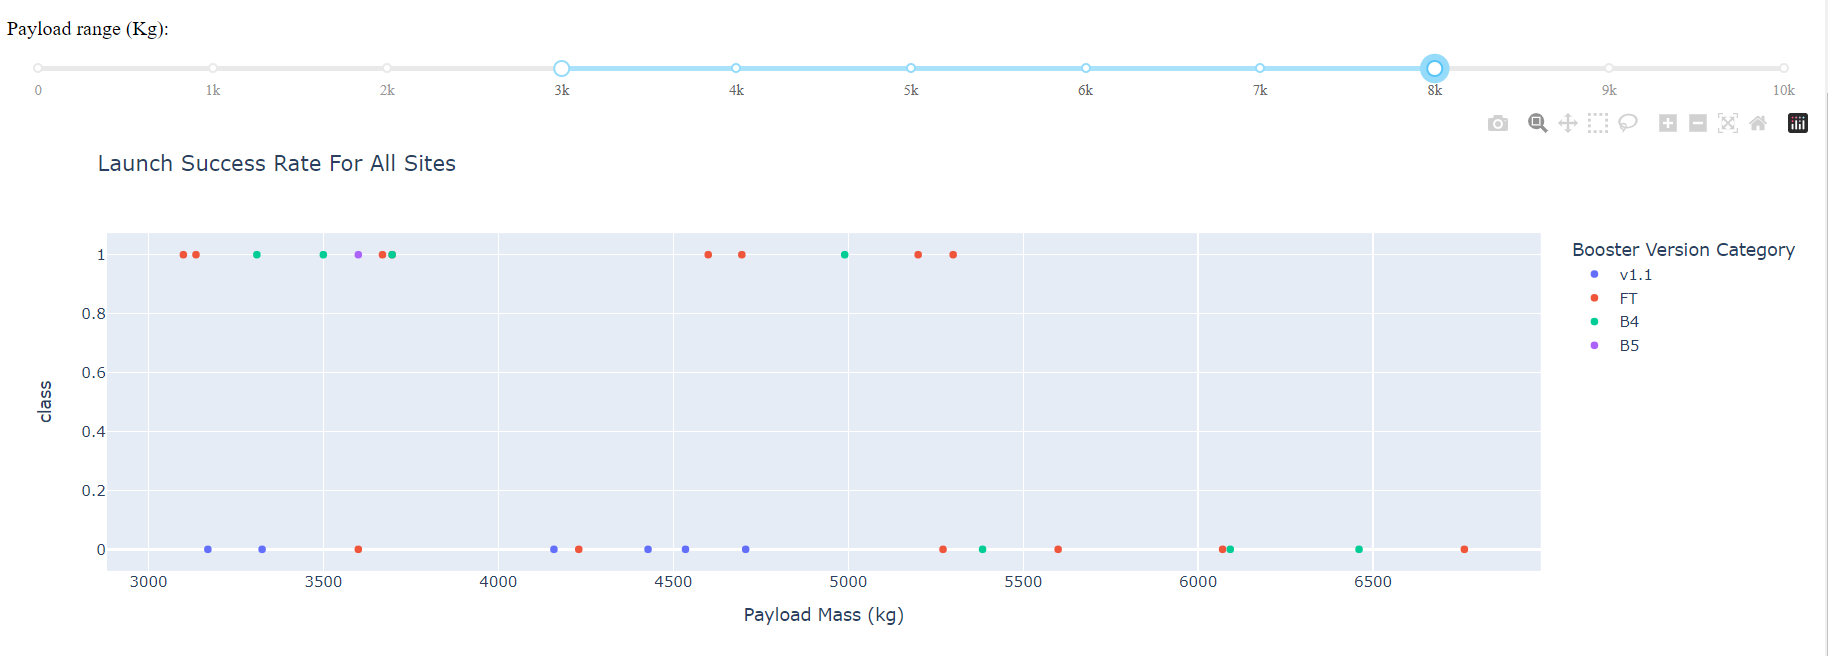 Payload range (Kg):
0 1k 2k 3k 4k 5k 6k 7k 8k 9k 10k
Launch Success Rate For All Sites
Booster Version Category
v1.1
FT
B4
B5
1
0.8
0.6
0.4
0.2
0
class
3000 3500 4000 4500 5000 5500 6000 6500
Payload Mass (kg)